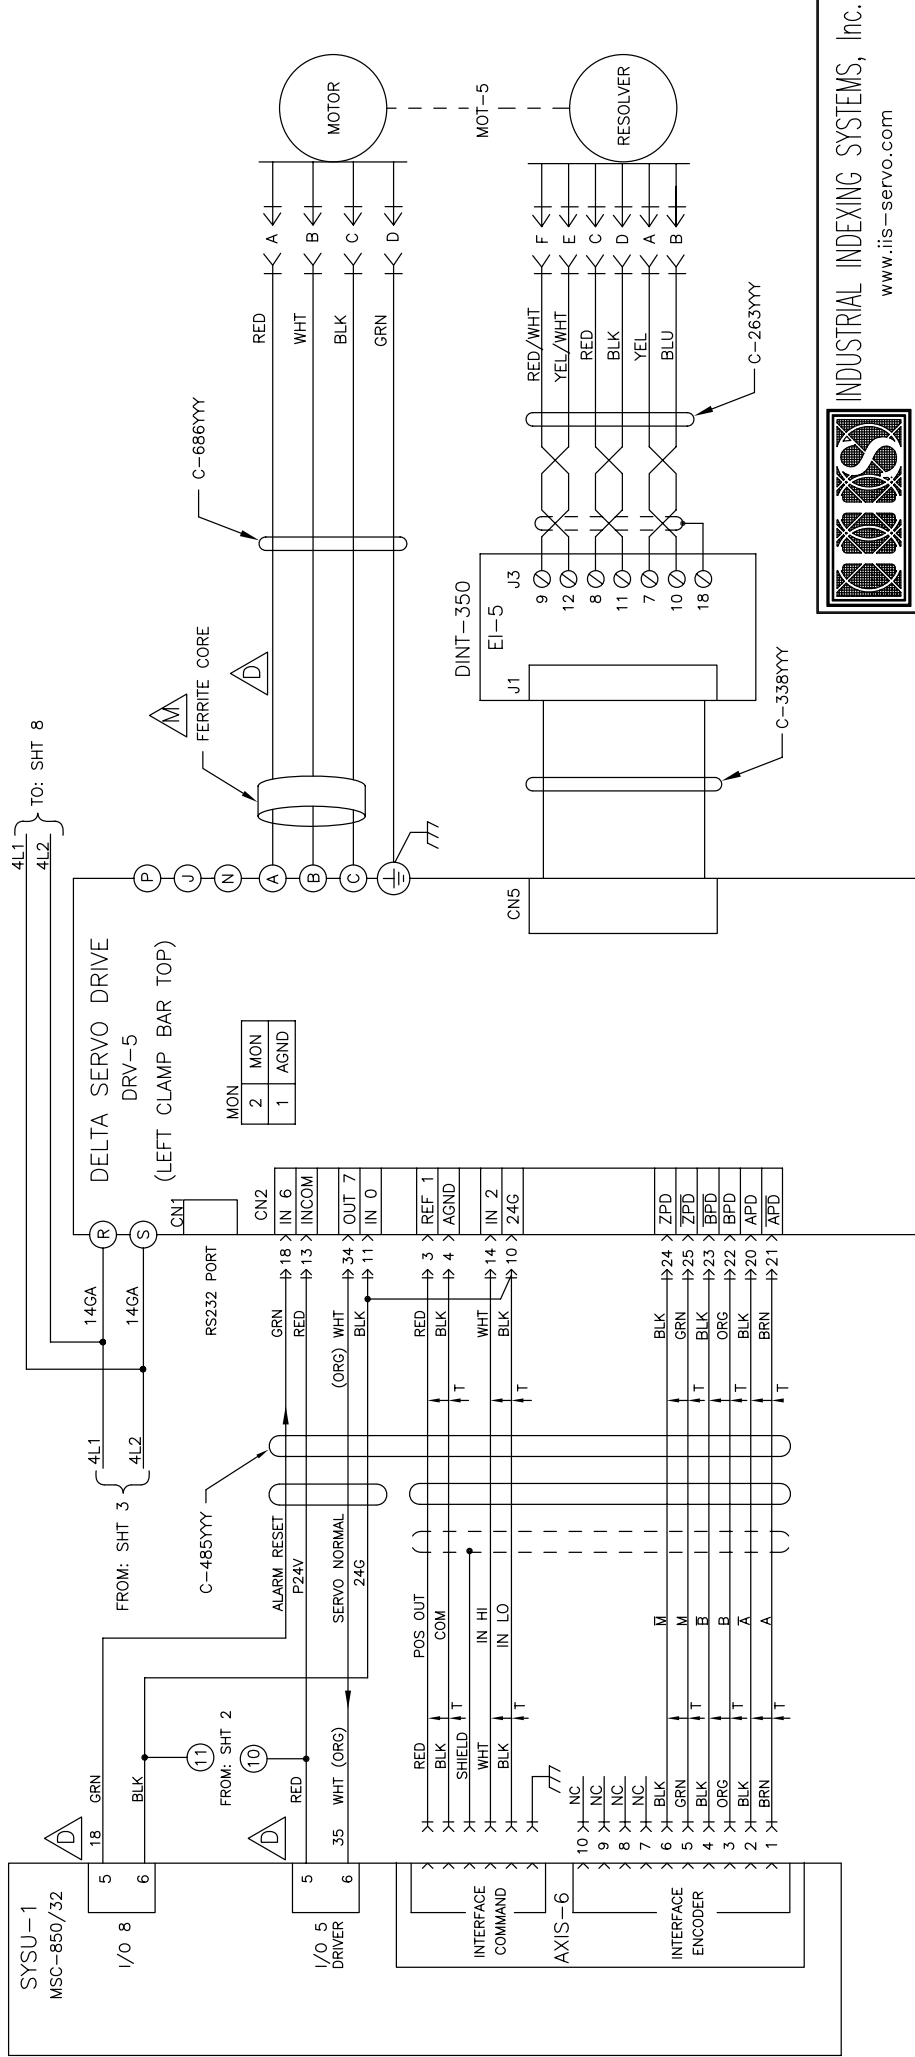 SYSU-1
MSC-850/32
I/O 8
5
6
D
18
GRN
BLK
11
FROM: SHT 2
10
I/O 5
DRIVER
5
6
D
RED
35
WHT (ORG)
ALARM RESET
P24V
SERVO NORMAL
24G
C-485YYY
FROM: SHT 3
4L1
4L2
14GA
14GA
4L1
4L2
TO: SHT 8
R
S
DELTA SERVO DRIVE
DRV-5
(LEFT CLAMP BAR TOP)
CN1
RS232 PORT
MON
2 MON
1 AGND
CN2
GRN 18 IN 6
RED 13 INCOM
(ORG) WHT 34 OUT 7
BLK 11 IN 0
RED 3 REF 1
BLK 4 AGND
WHT 14 IN 2
BLK 10 24G
BLK 24 ZPD
GRN 25 ZPD
BLK 23 BPD
ORG 22 BPD
BLK 20 APD
BRN 21 APD
T
T
T
T
T
AXIS-6
INTERFACE
COMMAND
RED POS OUT
BLK COM
SHIELD
WHT IN HI
BLK IN LO
T
T
INTERFACE
ENCODER
10 NC
9 NC
8 NC
7 NC
6 BLK M
5 GRN M
4 BLK B
3 ORG B
2 BLK A
1 BRN A
T
T
T
P
J
N
A
B
C
M
FERRITE CORE
D
C-686YYY
RED A
WHT B
BLK C
GRN D
MOTOR
MOT-5
RESOLVER
CN5
C-338YYY
DINT-350
EI-5
J1
J3
9
12
8
11
7
10
18
RED/WHT F
YEL/WHT E
RED C
BLK D
YEL A
BLU B
C-263YYY
IIS
INDUSTRIAL INDEXING SYSTEMS, Inc.
www.iis-servo.com